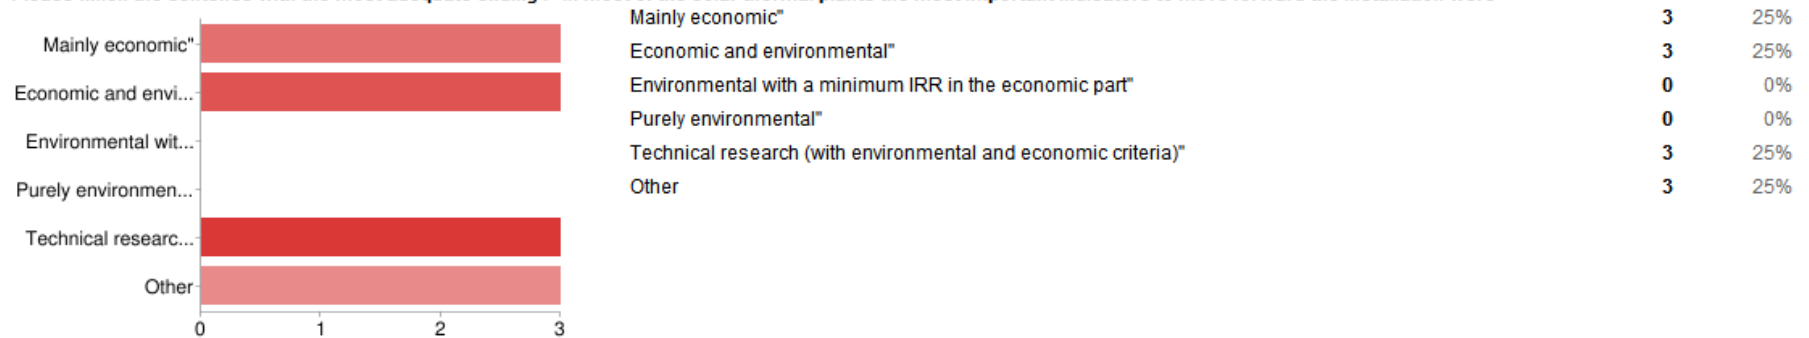 Mainly economic"
Economic and envi...
Environmental wit...
Purely environmen...
Technical researc...
Other
0 1 2 3
Mainly economic" 3 25%
Economic and environmental" 3 25%
Environmental with a minimum IRR in the economic part" 0 0%
Purely environmental" 0 0%
Technical research (with environmental and economic criteria)" 3 25%
Other 3 25%